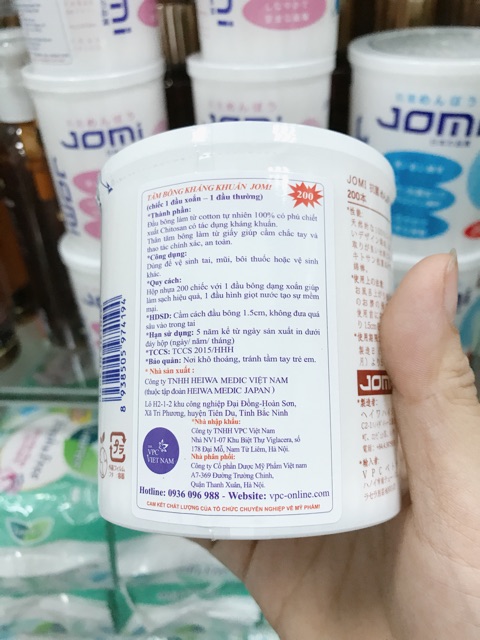 TĂM BÔNG KHÁNG KHUẨN JOMI
(chiếc 1 đầu xoắn – 1 đầu thường)
200
*Thành phần:
Đầu bông làm từ cotton tự nhiên 100% có phủ chiết
xuất Chitosan có tác dụng kháng khuẩn.
Thân tăm bông làm từ giấy giúp cầm chắc tay và
thao tác chính xác, an toàn.
*Công dụng:
Dùng để vệ sinh tai, mũi, bôi thuốc hoặc vệ sinh
khác.
*Quy cách:
Hộp nhựa 200 chiếc với 1 đầu bông dạng xoắn giúp
làm sạch hiệu quả, 1 đầu hình giọt nước tạo sự mềm
mại.
*HDSD: Cầm cách đầu bông 1.5cm, không đưa quá
sâu vào trong tai
*Hạn sử dụng: 5 năm kể từ ngày sản xuất in dưới
đáy hộp (ngày/ năm/ tháng)
*TCCS: TCCS 2015/HHH
*Bảo quản: Nơi khô thoáng, tránh tầm tay trẻ em.
* Nhà sản xuất:
Công ty TNHH HEIWA MEDIC VIỆT NAM
(thuộc tập đoàn HEIWA MEDIC JAPAN)
Lô H2-1-2 khu công nghiệp Đại Đồng-Hoàn Sơn,
Xã Tri Phương, huyện Tiên Du, Tỉnh Bắc Ninh
*Nhà nhập khẩu:
Công ty TNHH VPC Việt Nam
Nhà NV1-07 Khu Biệt Thự Viglacera, số
178 Đại Mỗ, Nam Từ Liêm, Hà Nội.
*Nhà phân phối:
Công ty Cổ Phần Dược Mỹ Phẩm Việt nam
A7-369 Đường Trường Chinh,
Quận Thanh Xuân, Hà Nội.
VPC
VIET NAM
Hotline: 0936 096 988 - Website: vpc-online.com
CAM KẾT CHẤT LƯỢNG CỦA TỔ CHỨC CHUYÊN NGHIỆP VỀ MỸ PHẨM!
8 938505 974194
JOMI
200本
JOMI
JOMI
JOMI